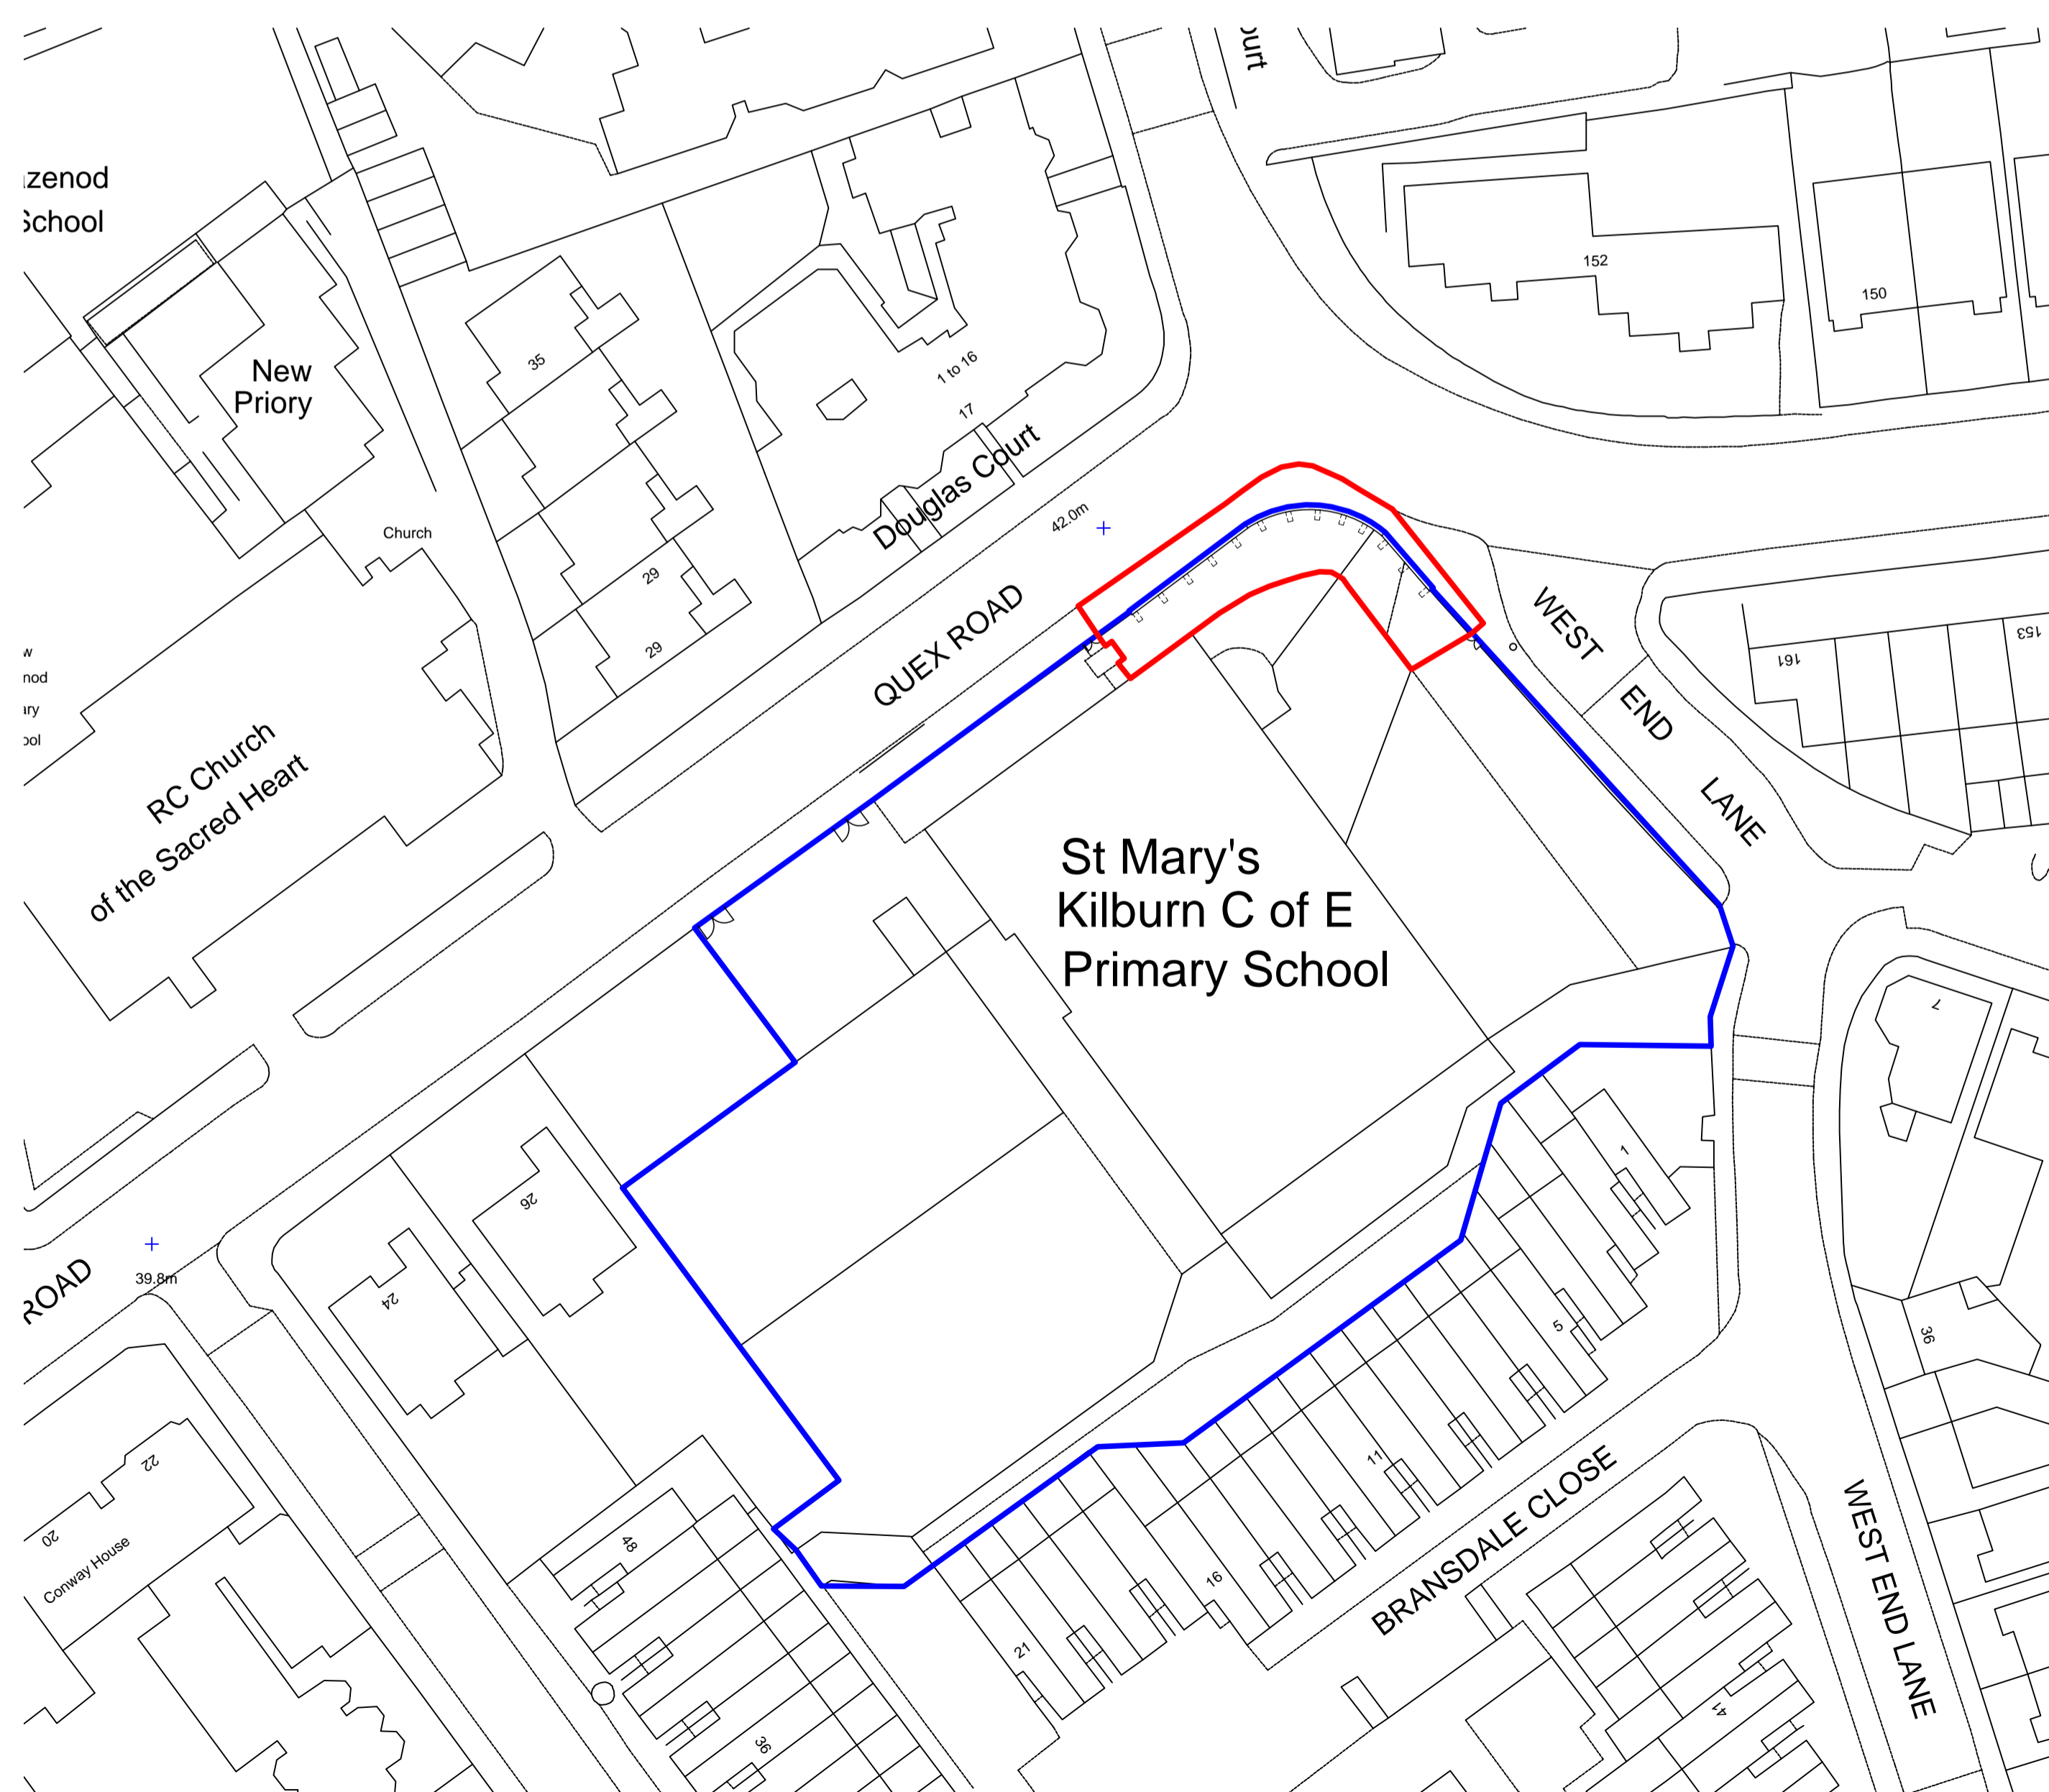 152
150
35
New
Priory
1 to 16
17
Douglas Court
Church
42.0m
29
29
QUEX ROAD
WEST
END
LANE
161
153
RC Church
of the Sacred Heart
St Mary's
Kilburn C of E
Primary School
7
1
26
24
39.8m
ROAD
5
36
22
20
Conway House
48
11
16
21
BRANSDALE CLOSE
WEST END LANE
41
36
School